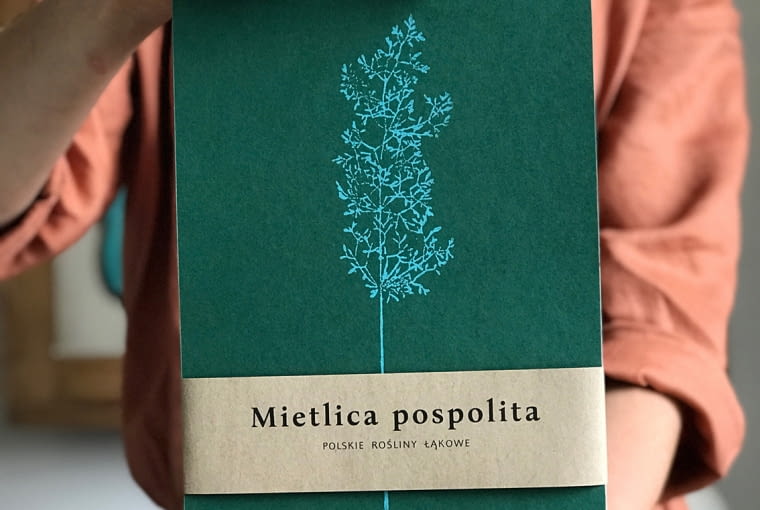 Mietlica pospolita
POLSKIE ROŚLINY ŁĄKOWE